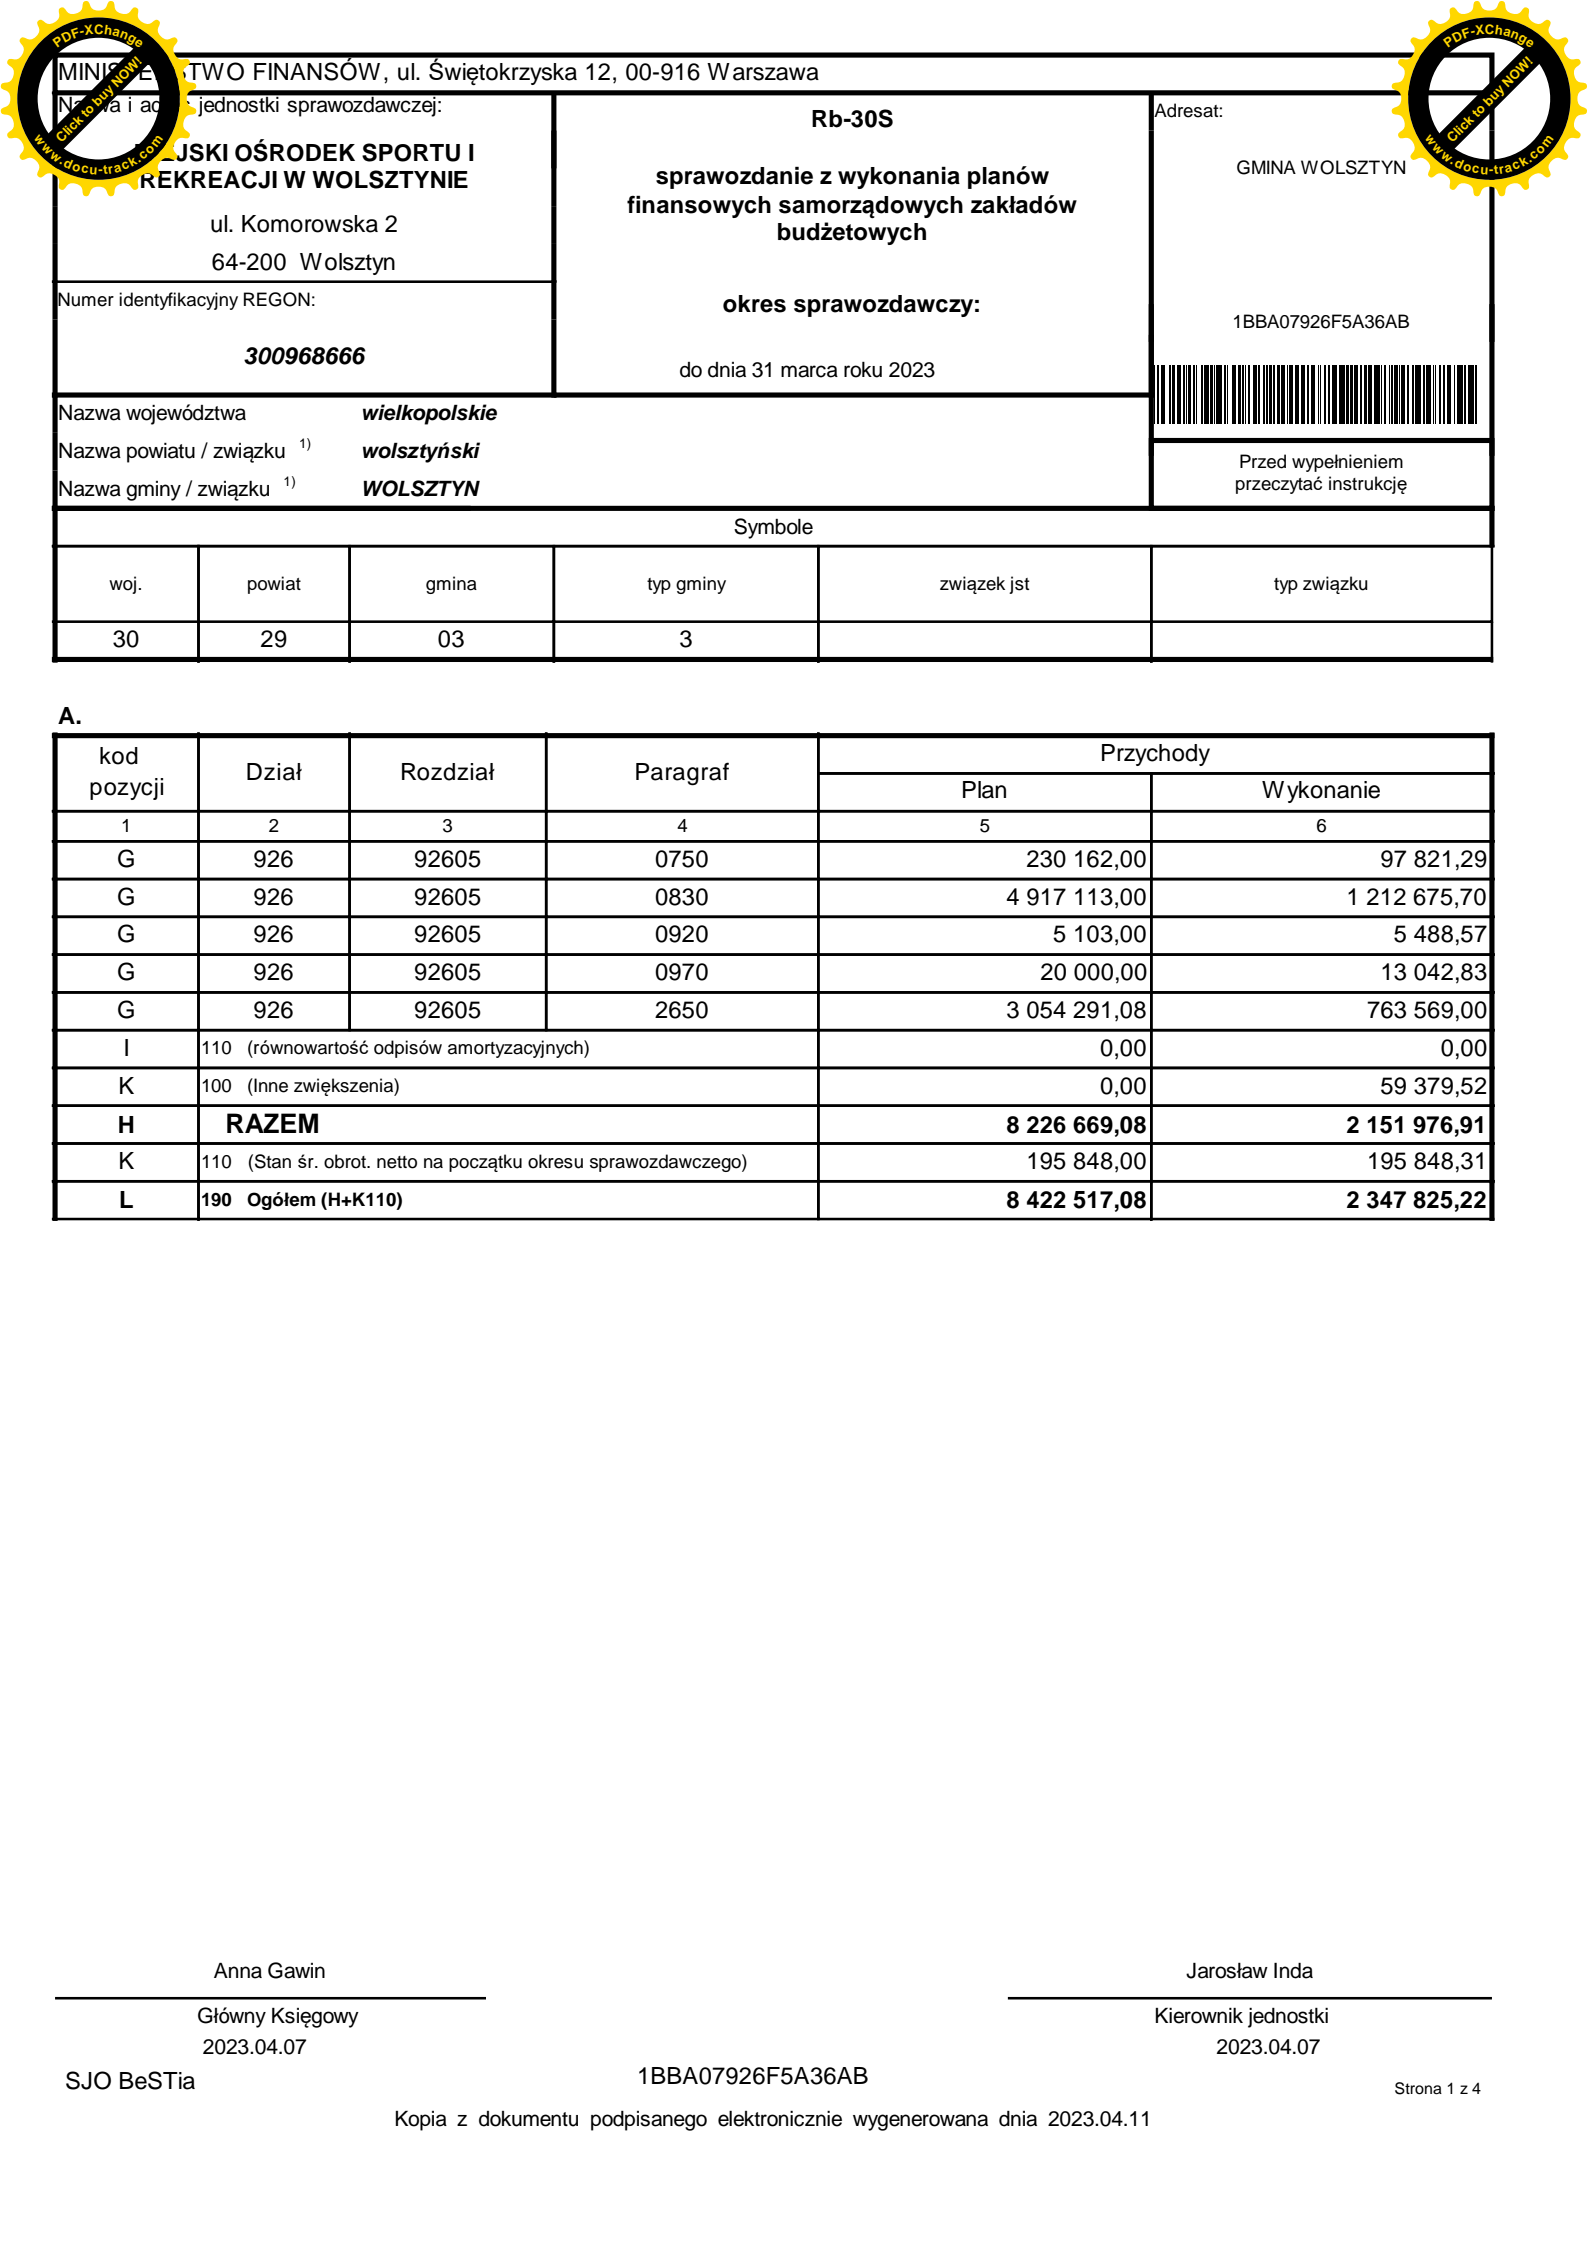 PDF-XChange
Click to buy NOW!
www.docu-track.com
PDF-XChange
Click to buy NOW!
www.docu-track.com
FINANSÓW, ul. Świętokrzyska 12, 00-916 Warszawa
jednostki sprawozdawczej:
OŚRODEK SPORTU I
REKREACJI W WOLSZTYNIE
ul. Komorowska 2
64-200 Wolsztyn
Numer identyfikacyjny REGON:
300968666
Rb-30S
sprawozdanie z wykonania planów
finansowych samorządowych zakładów
budżetowych
okres sprawozdawczy:
do dnia 31 marca roku 2023
Adresat:
GMINA WOLSZTYN
1BBA07926F5A36AB
Nazwa województwa wielkopolskie
Nazwa powiatu / związku 1) wolsztyński
Nazwa gminy / związku 1) WOLSZTYN
Przed wypełnieniem
przeczytać instrukcję
Symbole
woj. powiat gmina typ gminy związek jst typ związku
30 29 03 3
A.
kod pozycji Dział Rozdział Paragraf Przychody
Plan Wykonanie
1 2 3 4 5 6
G 926 92605 0750 230 162,00 97 821,29
G 926 92605 0830 4 917 113,00 1 212 675,70
G 926 92605 0920 5 103,00 5 488,57
G 926 92605 0970 20 000,00 13 042,83
G 926 92605 2650 3 054 291,08 763 569,00
I 110 (równowartość odpisów amortyzacyjnych) 0,00 0,00
K 100 (Inne zwiększenia) 0,00 59 379,52
H RAZEM 8 226 669,08 2 151 976,91
K 110 (Stan śr. obrot. netto na początku okresu sprawozdawczego) 195 848,00 195 848,31
L 190 Ogółem (H+K110) 8 422 517,08 2 347 825,22
Anna Gawin
Główny Księgowy
2023.04.07
Jarosław Inda
Kierownik jednostki
2023.04.07
SJO BeSTia
1BBA07926F5A36AB
Strona 1 z 4
Kopia z dokumentu podpisanego elektronicznie wygenerowana dnia 2023.04.11